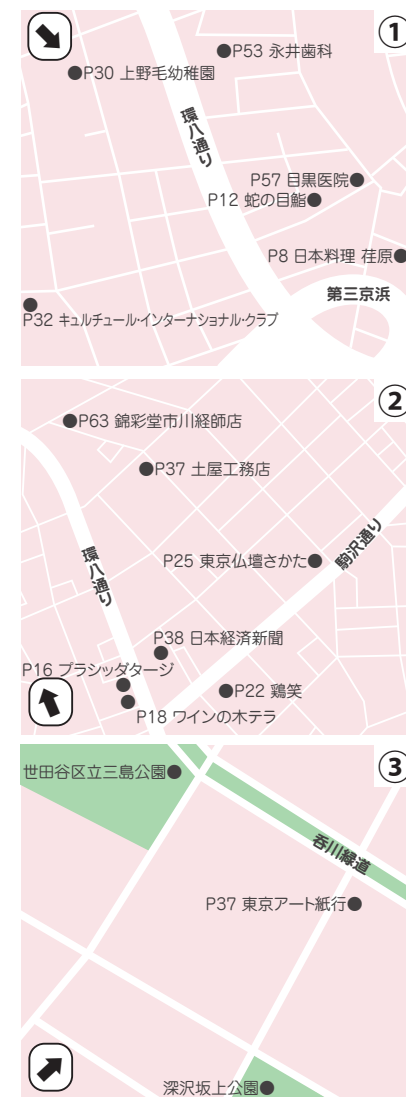 ①
●P53 永井歯科
●P30 上野毛幼稚園
環八通り
P57 目黒医院●
P12 蛇の目鮨●
P8 日本料理 荏原●
第三京浜
P32 キュルチュール・インターナショナル・クラブ
②
●P63 錦彩堂市川経師店
●P37 土屋工務店
環八通り
P25 東京仏壇さかた●
駒沢通り
P38 日本経済新聞
P16 プラシッダタージ
●P22 鶏笑
P18 ワインの木テラ
③
世田谷区立三島公園●
呑川緑道
P37 東京アート紙行●
深沢坂上公園●